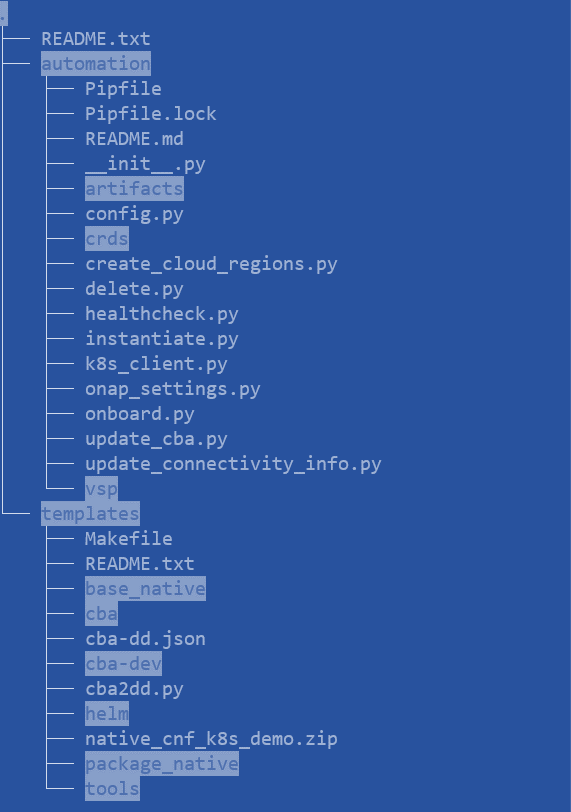 .
README.txt
automation
Pipfile
Pipfile.lock
README.md
__init__.py
artifacts
config.py
crds
create_cloud_regions.py
delete.py
healthcheck.py
instantiate.py
k8s_client.py
onap_settings.py
onboard.py
update_cba.py
update_connectivity_info.py
vsp
templates
Makefile
README.txt
base_native
cba
cba-dd.json
cba-dev
cba2dd.py
helm
native_cnf_k8s_demo.zip
package_native
tools